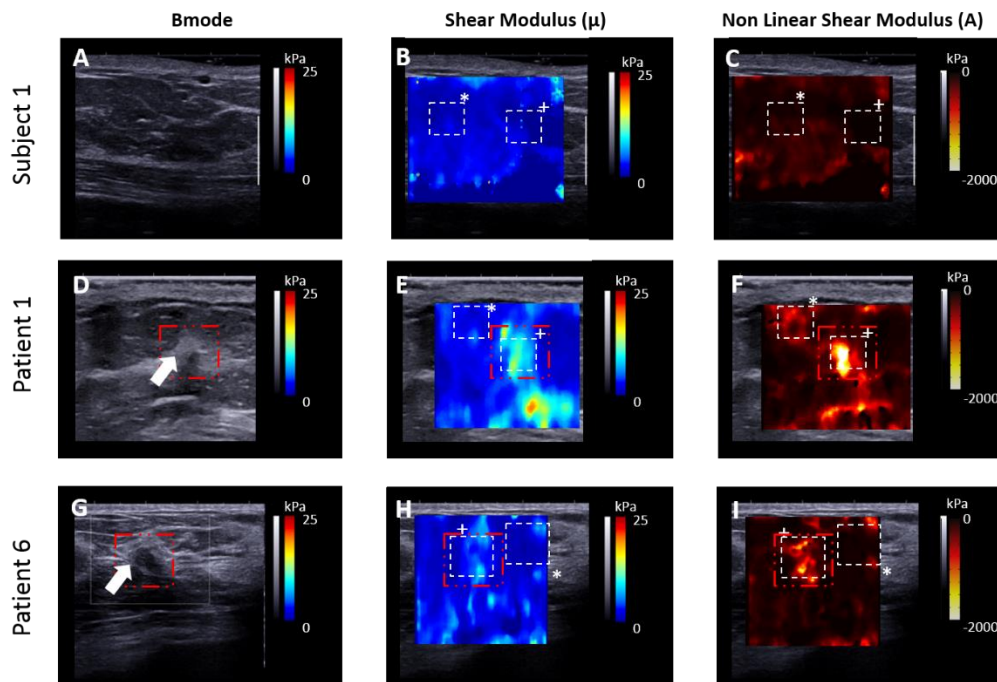 Bmode Shear Modulus (µ) Non Linear Shear Modulus (A)
Subject 1
A kPa 25 0
B * + kPa 25 0
C * + kPa 0 -2000
Patient 1
D kPa 25 0
E * + kPa 25 0
F * + kPa 0 -2000
Patient 6
G kPa 25 0
H + * kPa 25 0
I + * kPa 0 -2000